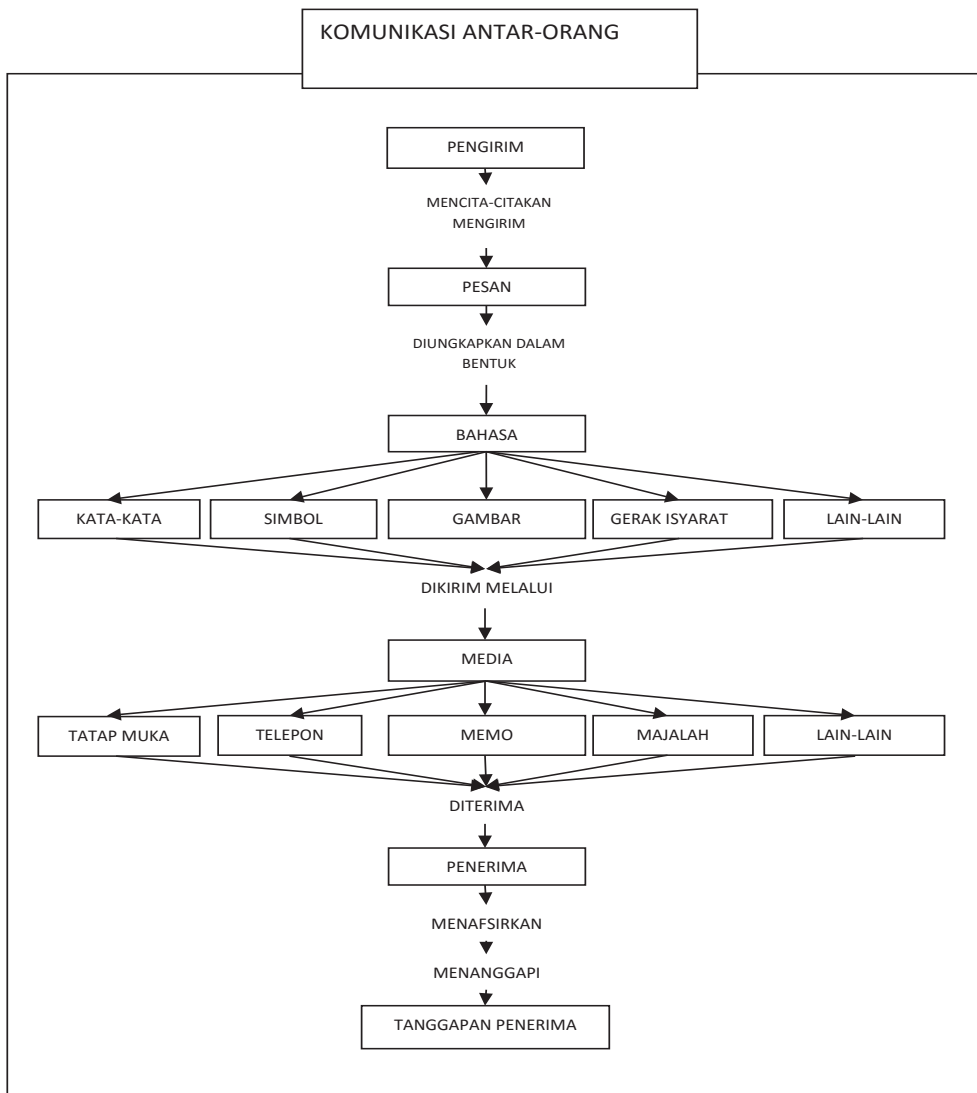 KOMUNIKASI ANTAR-ORANG
PENGIRIM
MENCITA-CITAKAN
MENGIRIM
PESAN
DIUNGKAPKAN DALAM
BENTUK
BAHASA
KATA-KATA
SIMBOL
GAMBAR
GERAK ISYARAT
LAIN-LAIN
DIKIRIM MELALUI
MEDIA
TATAP MUKA
TELEPON
MEMO
MAJALAH
LAIN-LAIN
DITERIMA
PENERIMA
MENAFSIRKAN
MENANGGAPI
TANGGAPAN PENERIMA